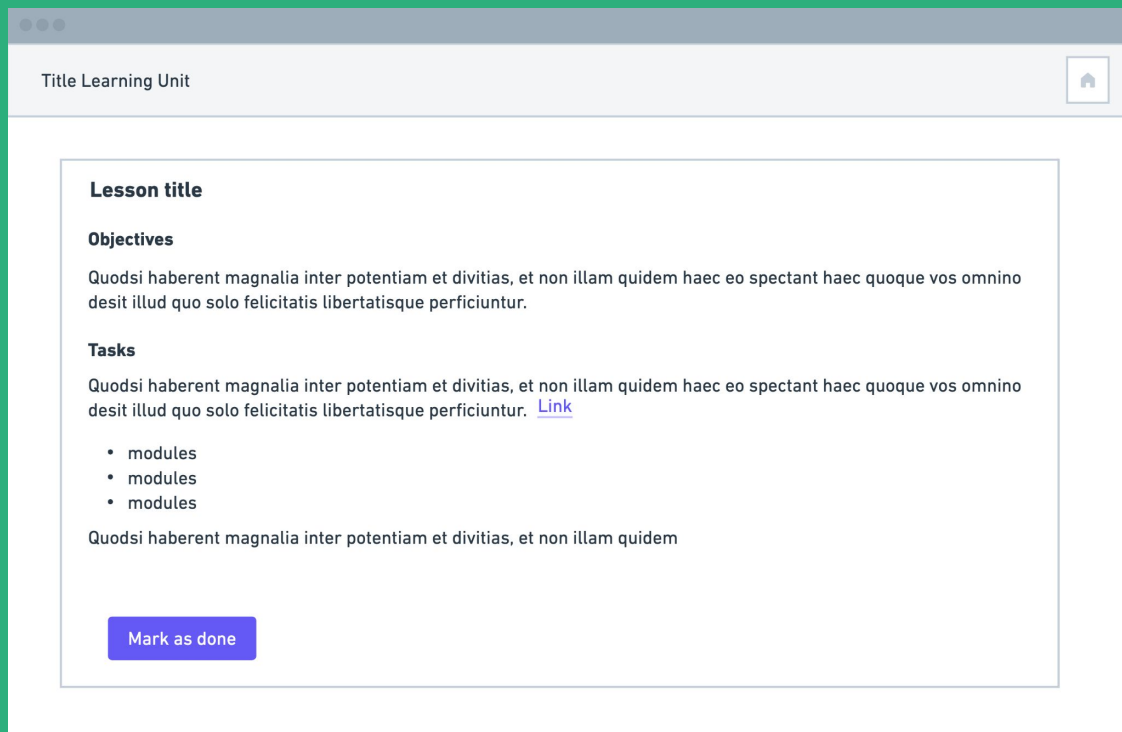 Title Learning Unit
Lesson title
Objectives
Quodsi haberent magnalia inter potentiam et divitias, et non illam quidem haec eo spectant haec quoque vos omnino
desit illud quo solo felicitatis libertatisque perficiuntur.
Tasks
Quodsi haberent magnalia inter potentiam et divitias, et non illam quidem haec eo spectant haec quoque vos omnino
desit illud quo solo felicitatis libertatisque perficiuntur. Link
• modules
• modules
• modules
Quodsi haberent magnalia inter potentiam et divitias, et non illam quidem
Mark as done